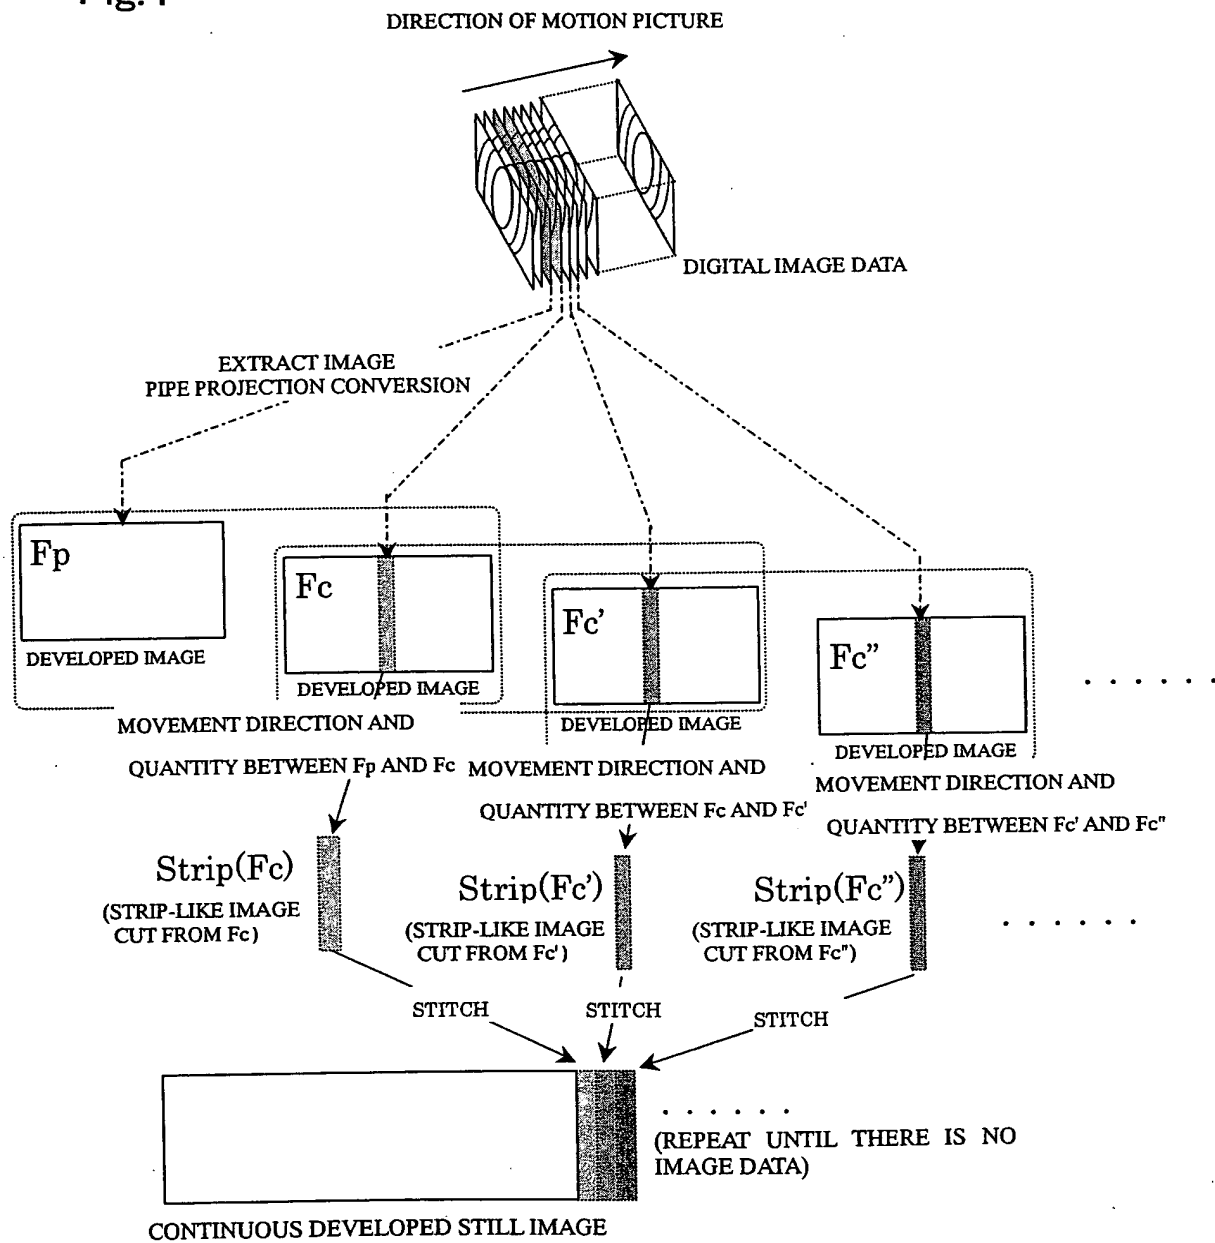 DIRECTION OF MOTION PICTURE
DIGITAL IMAGE DATA
EXTRACT IMAGE
PIPE PROJECTION CONVERSION
Fp
Fc
Fc’
Fc”
DEVELOPED IMAGE
DEVELOPED IMAGE
DEVELOPED IMAGE
DEVELOPED IMAGE
. . . . . .
MOVEMENT DIRECTION AND
QUANTITY BETWEEN Fp AND Fc
MOVEMENT DIRECTION AND
QUANTITY BETWEEN Fc AND Fc'
MOVEMENT DIRECTION AND
QUANTITY BETWEEN Fc' AND Fc"
Strip(Fc)
(STRIP-LIKE IMAGE
CUT FROM Fc)
Strip(Fc’)
(STRIP-LIKE IMAGE
CUT FROM Fc')
Strip(Fc”)
(STRIP-LIKE IMAGE
CUT FROM Fc")
. . . . . .
STITCH
STITCH
STITCH
. . . . . .
(REPEAT UNTIL THERE IS NO
IMAGE DATA)
CONTINUOUS DEVELOPED STILL IMAGE